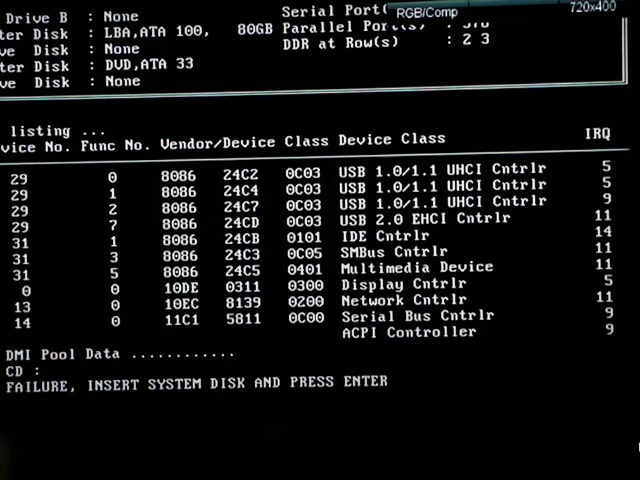 Drive B : None
Serial Port(
RGB/Comp
720x400
ter Disk : LBA,ATA 100, 80GB Parallel Port(s) : 378
ve Disk : None DDR at Row(s) : 2 3
ter Disk : DVD,ATA 33
ve Disk : None
listing ...
vice No. Func No. Vendor/Device Class Device Class IRQ
29 0 8086 24C2 0C03 USB 1.0/1.1 UHCI Cntrlr 5
29 1 8086 24C4 0C03 USB 1.0/1.1 UHCI Cntrlr 5
29 2 8086 24C7 0C03 USB 1.0/1.1 UHCI Cntrlr 9
29 7 8086 24CD 0C03 USB 2.0 EHCI Cntrlr 11
31 1 8086 24CB 0101 IDE Cntrlr 14
31 3 8086 24C3 0C05 SMBus Cntrlr 11
31 5 8086 24C5 0401 Multimedia Device 11
0 0 10DE 0311 0300 Display Cntrlr 5
13 0 10EC 8139 0200 Network Cntrlr 11
14 0 11C1 5811 0C00 Serial Bus Cntrlr 9
ACPI Controller 9
DMI Pool Data ............
CD :
FAILURE, INSERT SYSTEM DISK AND PRESS ENTER